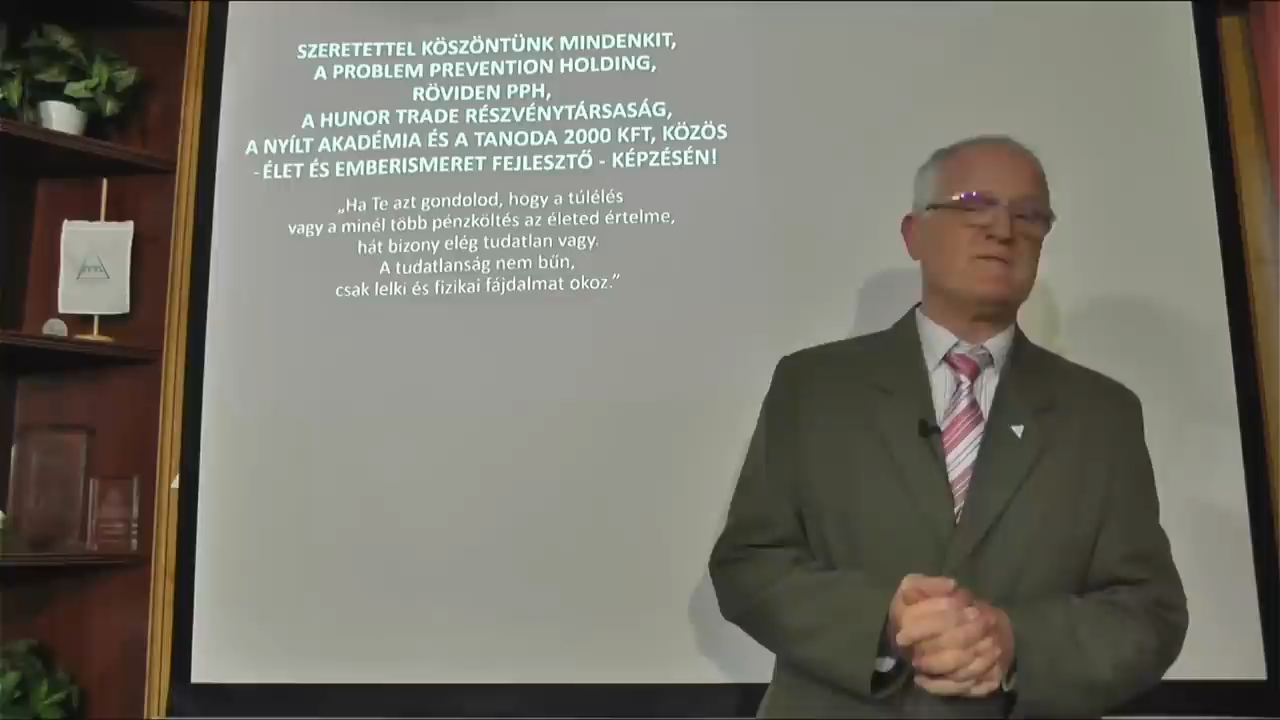 SZERETETTEL KÖSZÖNTÜNK MINDENKIT,
A PROBLEM PREVENTION HOLDING,
RÖVIDEN PPH,
A HUNOR TRADE RÉSZVÉNYTÁRSASÁG,
A NYÍLT AKADÉMIA ÉS A TANODA 2000 KFT, KÖZÖS
- ÉLET ÉS EMBERISMERET FEJLESZTŐ - KÉPZÉSÉN!
„Ha Te azt gondolod, hogy a túlélés
vagy a minél több pénzköltés az életed értelme,
hát bizony elég tudatlan vagy.
A tudatlanság nem bűn,
csak lelki és fizikai fájdalmat okoz.”